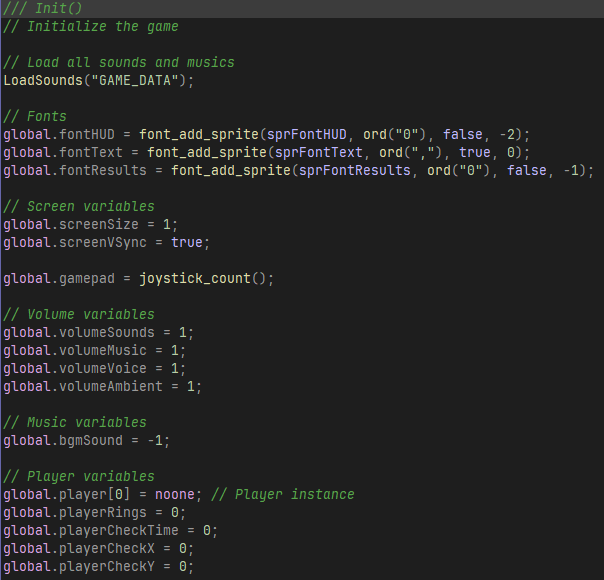 /// Init()
// Initialize the game
// Load all sounds and musics
LoadSounds("GAME_DATA");
// Fonts
global.fontHUD = font_add_sprite(sprFontHUD, ord("0"), false, -2);
global.fontText = font_add_sprite(sprFontText, ord(","), true, 0);
global.fontResults = font_add_sprite(sprFontResults, ord("0"), false, -1);
// Screen variables
global.screenSize = 1;
global.screenVSync = true;
global.gamepad = joystick_count();
// Volume variables
global.volumeSounds = 1;
global.volumeMusic = 1;
global.volumeVoice = 1;
global.volumeAmbient = 1;
// Music variables
global.bgmSound = -1;
// Player variables
global.player[0] = noone; // Player instance
global.playerRings = 0;
global.playerCheckTime = 0;
global.playerCheckX = 0;
global.playerCheckY = 0;